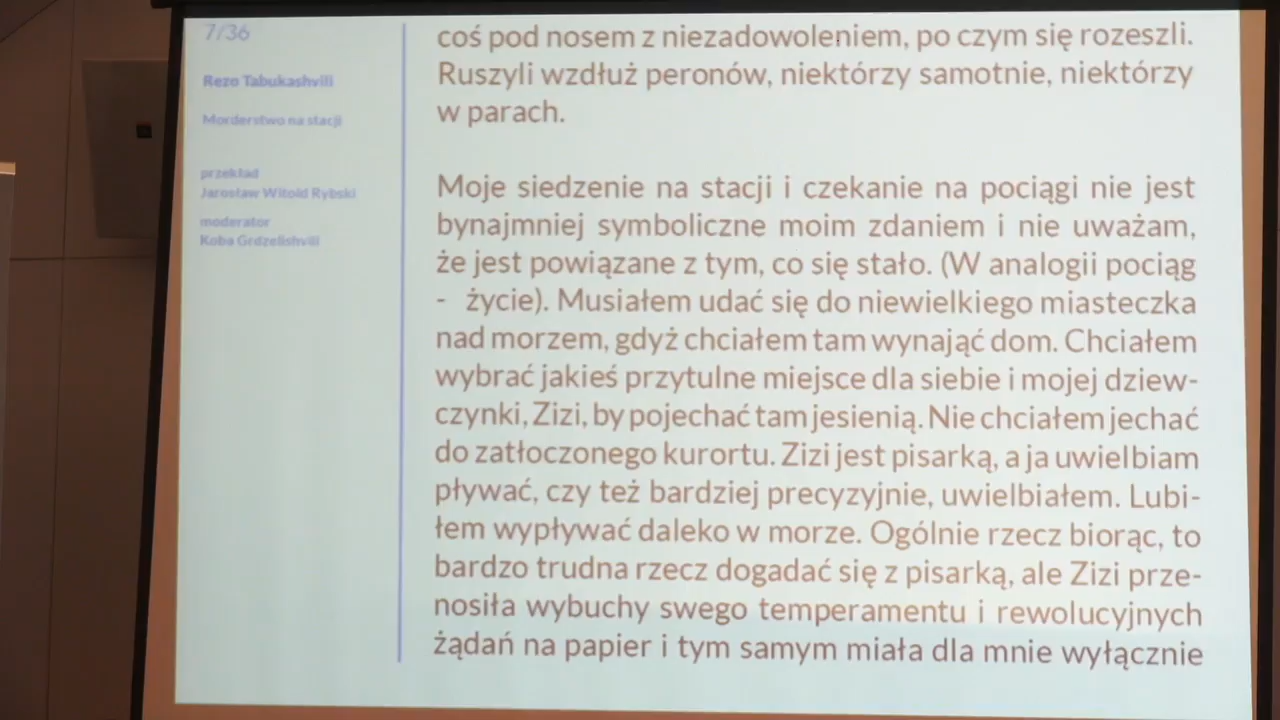 7/36
Rezo Tabukashvili
Morderstwo na stacji
przekład
Jarosław Witold Rybski
moderator
Koba Grdzelishvili
coś pod nosem z niezadowoleniem, po czym się rozeszli.
Ruszyli wzdłuż peronów, niektórzy samotnie, niektórzy
w parach.
Moje siedzenie na stacji i czekanie na pociągi nie jest
bynajmniej symboliczne moim zdaniem i nie uważam,
że jest powiązane z tym, co się stało. (W analogii pociąg
- życie). Musiałem udać się do niewielkiego miasteczka
nad morzem, gdyż chciałem tam wynająć dom. Chciałem
wybrać jakieś przytulne miejsce dla siebie i mojej dziew-
czynki, Zizi, by pojechać tam jesienią. Nie chciałem jechać
do zatłoczonego kurortu. Zizi jest pisarką, a ja uwielbiam
pływać, czy też bardziej precyzyjnie, uwielbiałem. Lubi-
łem wypływać daleko w morze. Ogólnie rzecz biorąc, to
bardzo trudna rzecz dogadać się z pisarką, ale Zizi prze-
nosiła wybuchy swego temperamentu i rewolucyjnych
żądań na papier i tym samym miała dla mnie wyłącznie